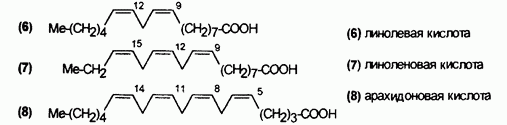 (6) Me-(CH2)4 12 9 (CH2)7-COOH (6) линолевая кислота
(7) Me-CH2 15 12 9 (CH2)7-COOH (7) линоленовая кислота
(8) Me-(CH2)4 14 11 8 5 (CH2)3-COOH (8) арахидоновая кислота